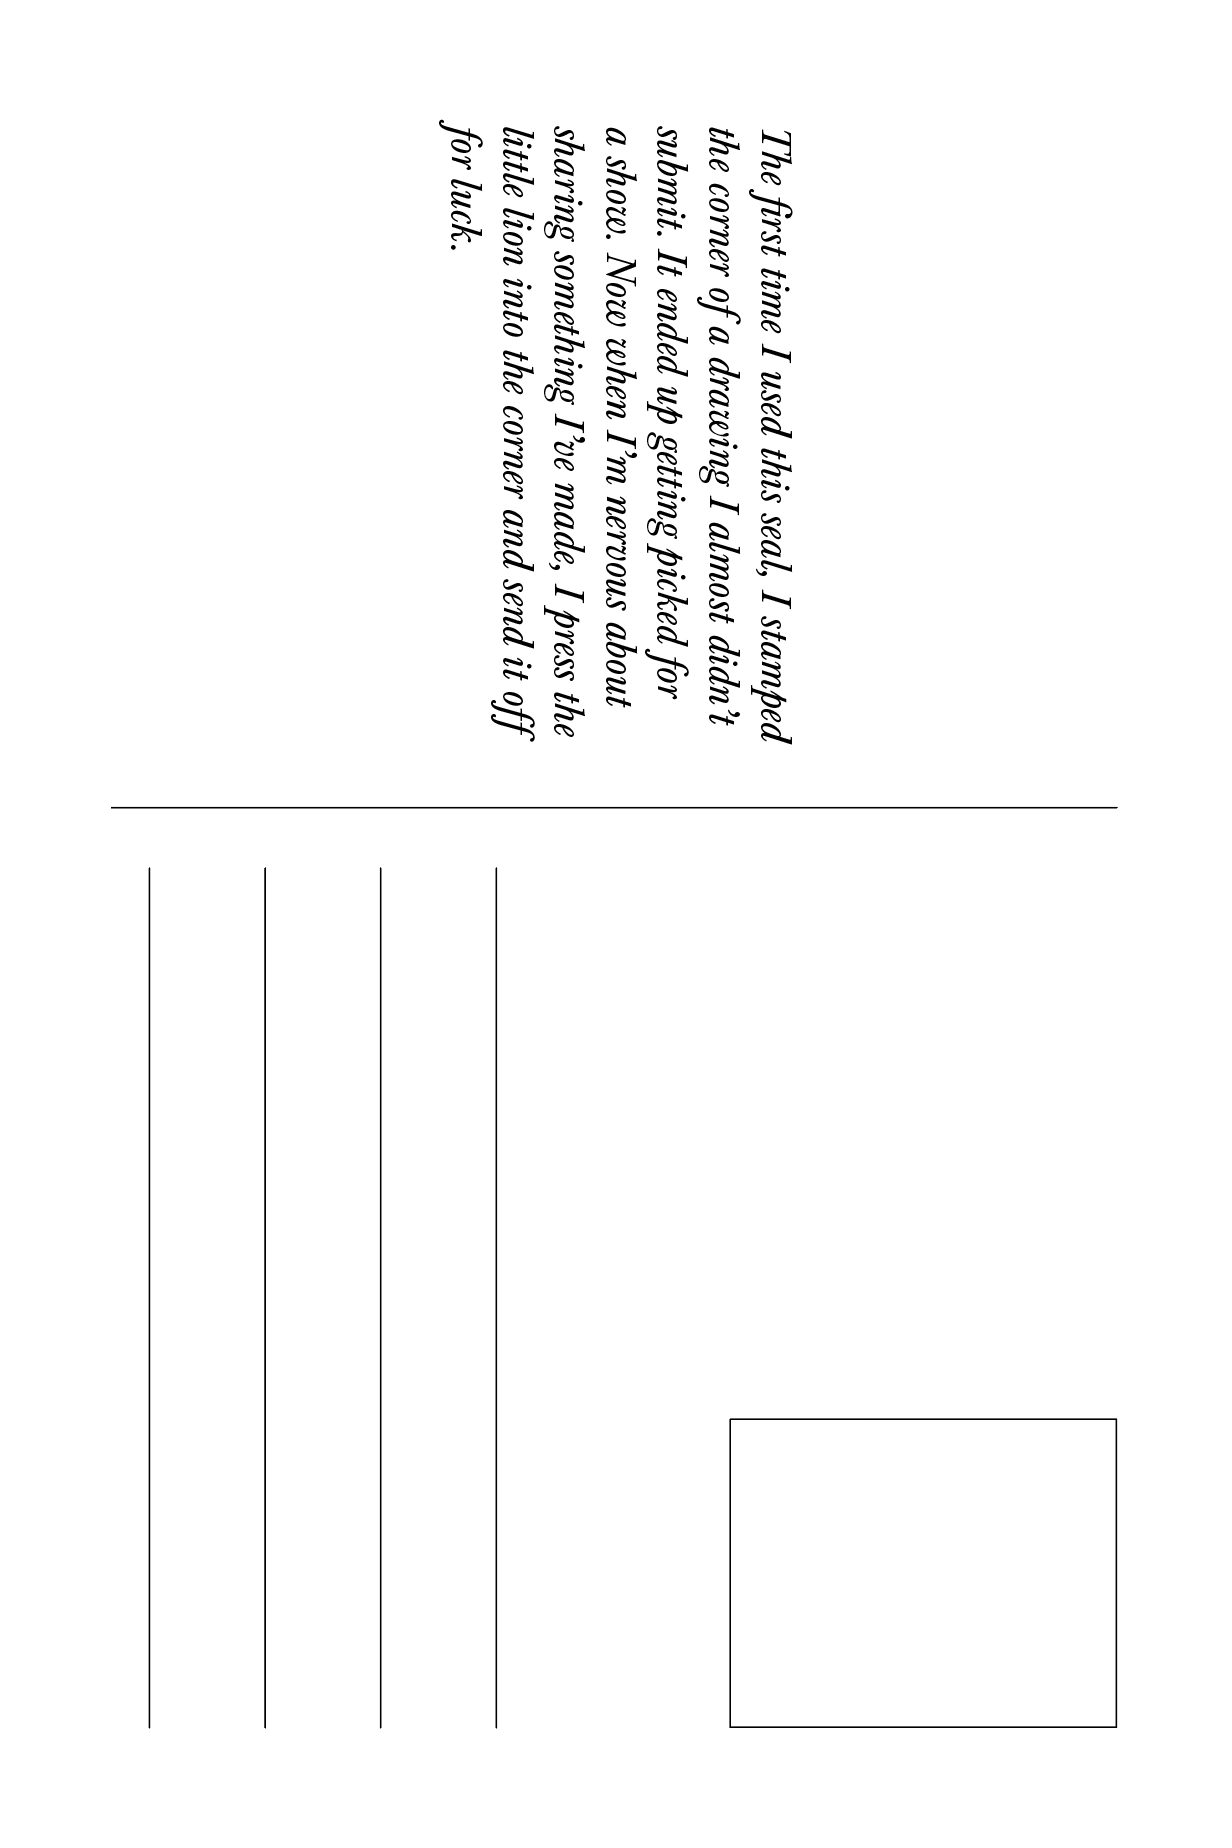 The first time I used this seal, I stamped
the corner of a drawing I almost didn’t
submit. It ended up getting picked for
a show. Now when I’m nervous about
sharing something I’ve made, I press the
little lion into the corner and send it off
for luck.